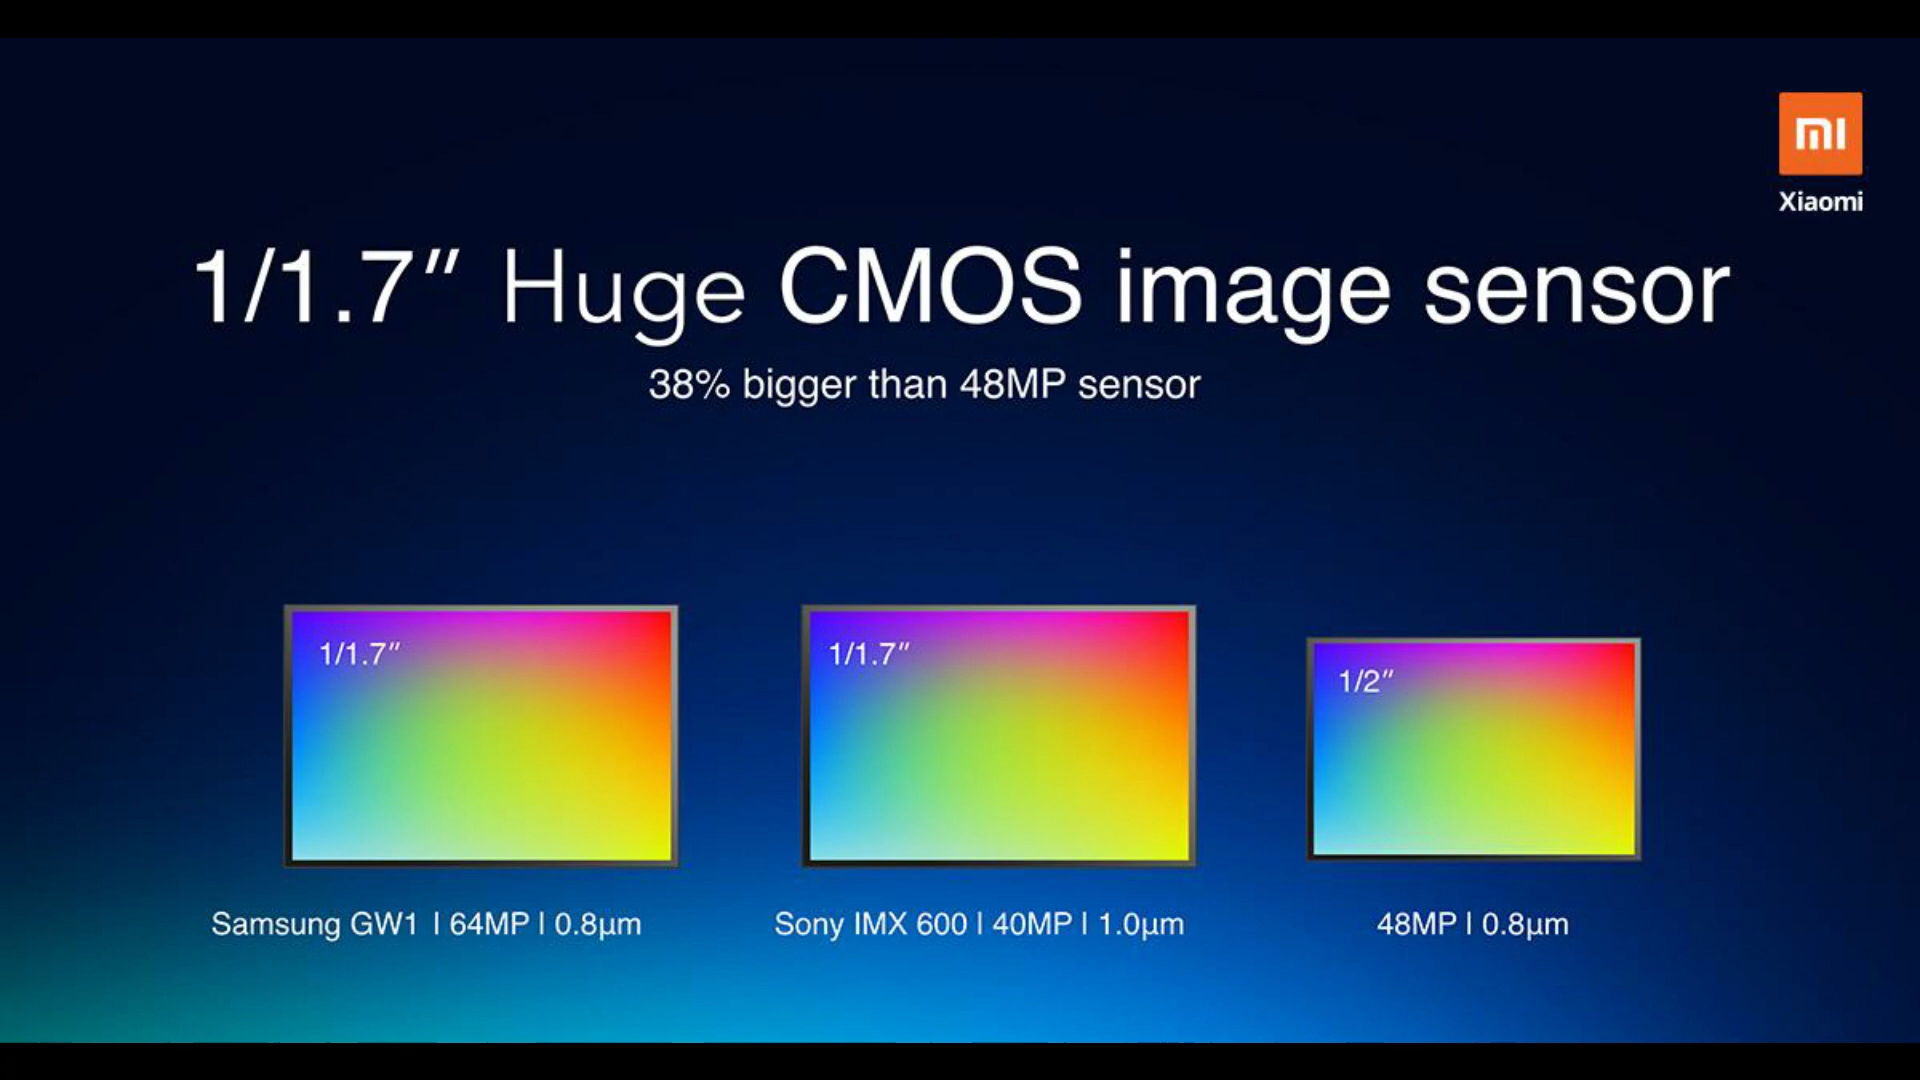 mi
Xiaomi
1/1.7″ Huge CMOS image sensor
38% bigger than 48MP sensor
1/1.7″
1/1.7″
1/2″
Samsung GW1 | 64MP | 0.8μm
Sony IMX 600 | 40MP | 1.0μm
48MP | 0.8μm